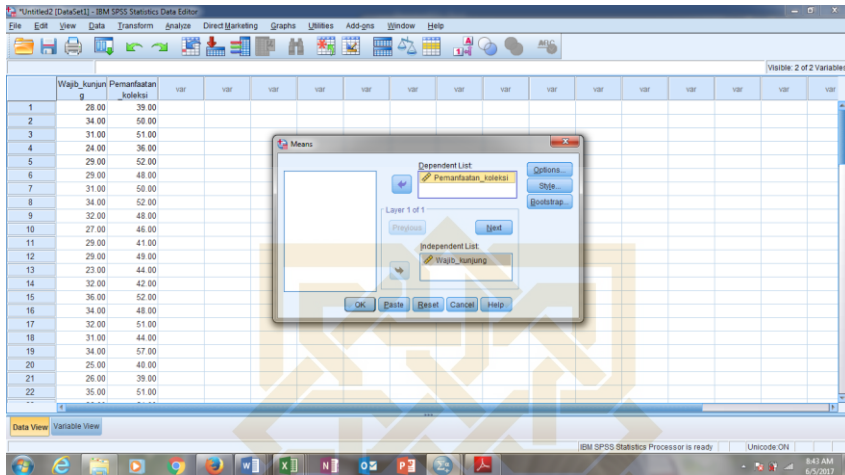 *Untitled2 [DataSet1] - IBM SPSS Statistics Data Editor
File Edit View Data Transform Analyze Direct Marketing Graphs Utilities Add-ons Window Help
Visible: 2 of 2 Variables
Wajib_kunjung Pemanfaatan_koleksi var var var var var var var var var var var var var var
1 28.00 39.00
2 34.00 50.00
3 31.00 51.00
4 24.00 36.00
5 29.00 52.00
6 29.00 48.00
7 31.00 50.00
8 34.00 52.00
9 32.00 48.00
10 27.00 46.00
11 29.00 41.00
12 29.00 49.00
13 23.00 44.00
14 32.00 42.00
15 36.00 52.00
16 34.00 48.00
17 32.00 51.00
18 31.00 44.00
19 34.00 57.00
20 25.00 40.00
21 26.00 39.00
22 35.00 51.00
Means
Dependent List:
Pemanfaatan_koleksi
Options...
Style...
Bootstrap...
Layer 1 of 1
Previous Next
Independent List:
Wajib_kunjung
OK Paste Reset Cancel Help
Data View Variable View
IBM SPSS Statistics Processor is ready Unicode:ON
8:43 AM
6/5/2017